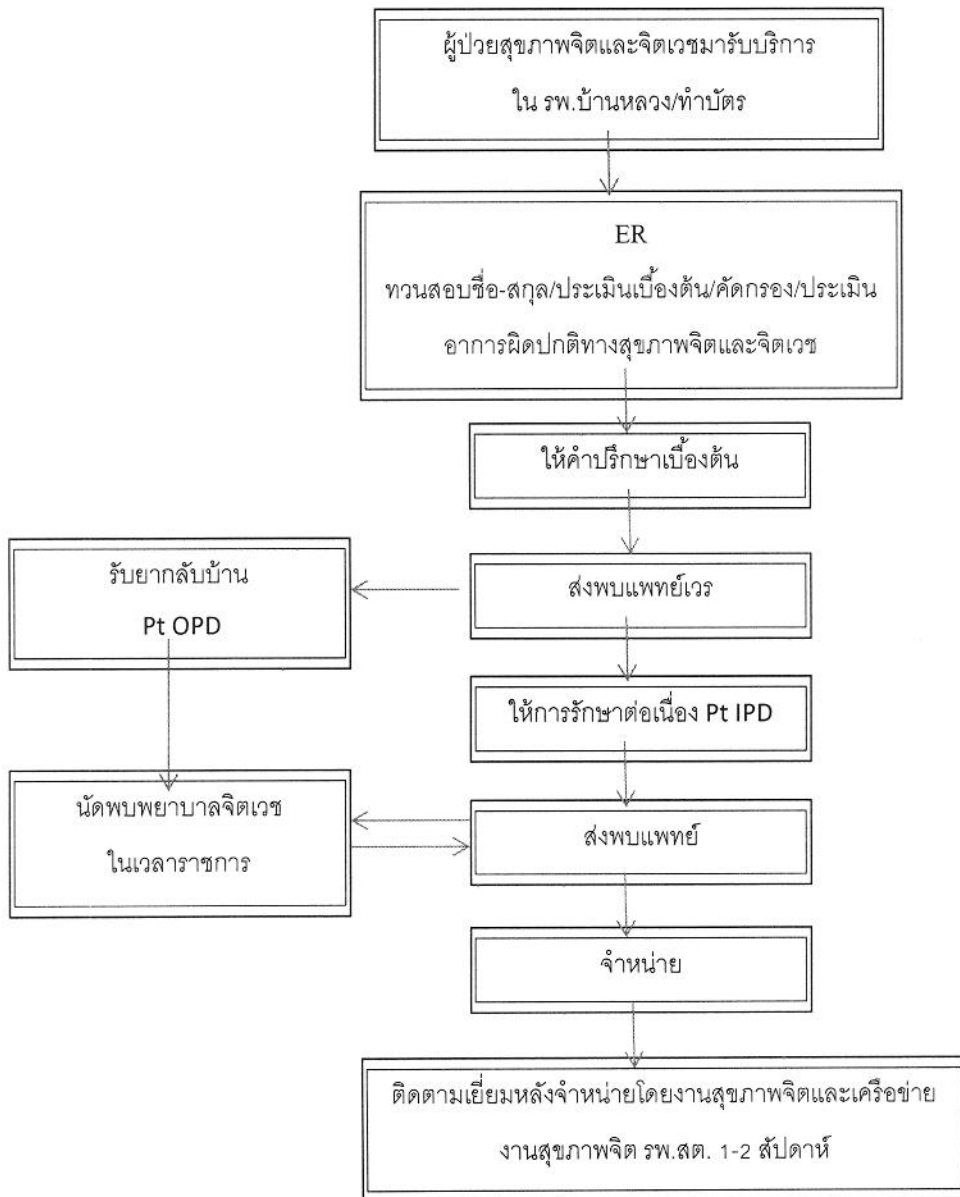 ผู้ป่วยสุขภาพจิตและจิตเวชมารับบริการ
ใน รพ.บ้านหลวง/ทำบัตร
ER
ทวนสอบชื่อ-สกุล/ประเมินเบื้องต้น/คัดกรอง/ประเมิน
อาการผิดปกติทางสุขภาพจิตและจิตเวช
ให้คำปรึกษาเบื้องต้น
ส่งพบแพทย์เวร
รับยากลับบ้าน
Pt OPD
ให้การรักษาต่อเนื่อง Pt IPD
นัดพบพยาบาลจิตเวช
ในเวลาราชการ
ส่งพบแพทย์
จำหน่าย
ติดตามเยี่ยมหลังจำหน่ายโดยงานสุขภาพจิตและเครือข่าย
งานสุขภาพจิต รพ.สต. 1-2 สัปดาห์